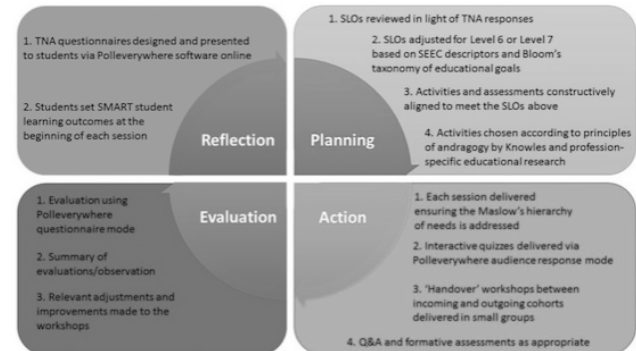 1. TNA questionnaires designed and presented
to students via Polleverywhere software online
2. Students set SMART student
learning outcomes at the
beginning of each session
Reflection
1. SLOs reviewed in light of TNA responses
2. SLOs adjusted for Level 6 or Level 7
based on SEEC descriptors and Bloom's
taxonomy of educational goals
3. Activities and assessments constructively
aligned to meet the SLOs above
4. Activities chosen according to principles
of andragogy by Knowles and profession-
specific educational research
Planning
1. Evaluation using
Polleverywhere
questionnaire mode
2. Summary of
evaluations/observation
3. Relevant adjustments and
improvements made to the
workshops
Evaluation
Action
1. Each session delivered
ensuring the Maslow's hierarchy
of needs is addressed
2. Interactive quizzes delivered via
Polleverywhere audience response mode
3. 'Handover' workshops between
incoming and outgoing cohorts
delivered in small groups
4. Q&A and formative assessments as appropriate